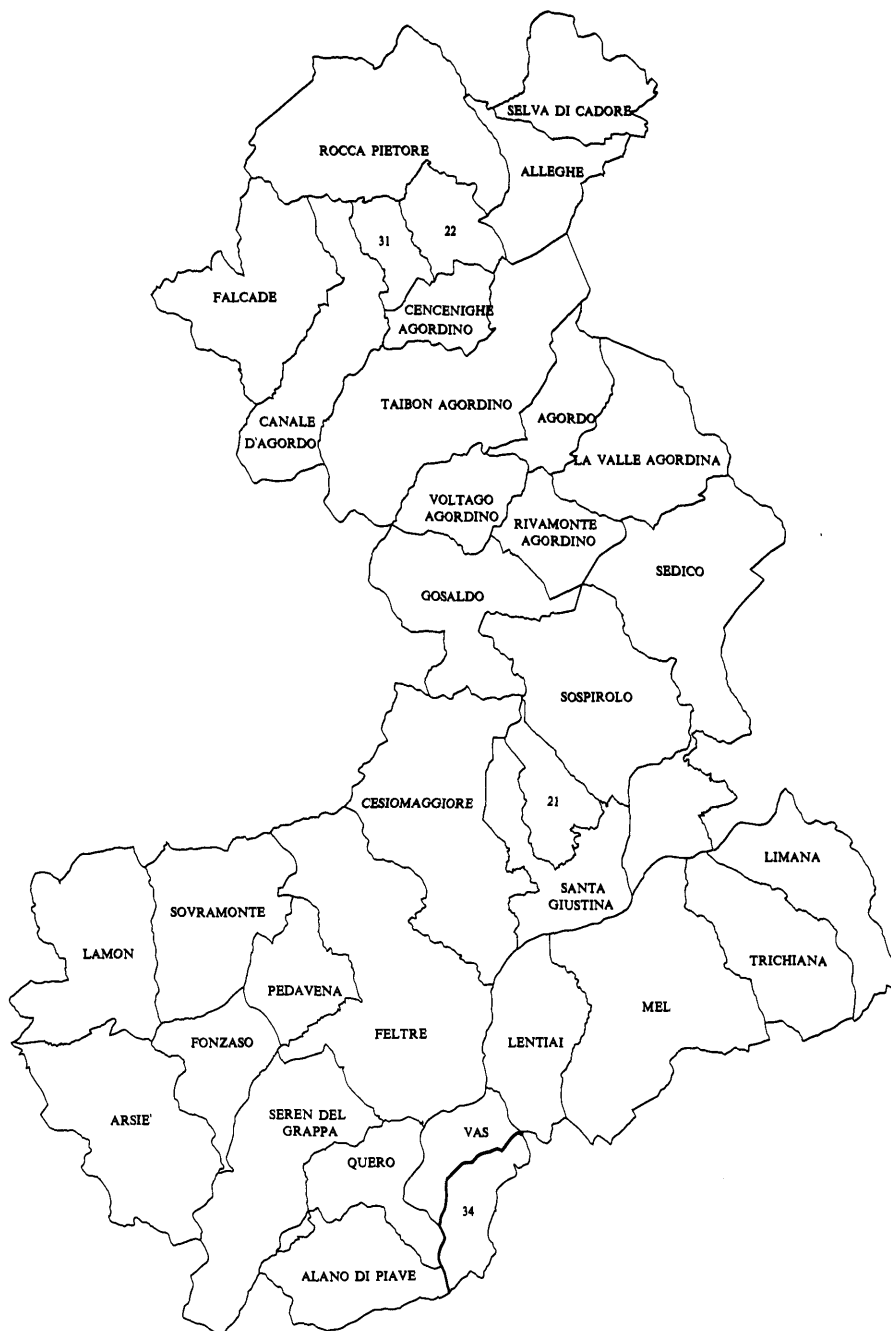 SELVA DI CADORE
ROCCA PIETORE
ALLEGHE
22
31
FALCADE
CENCENIGHE
AGORDINO
TAIBON AGORDINO
AGORDO
CANALE
D'AGORDO
LA VALLE AGORDINA
VOLTAGO
AGORDINO
RIVAMONTE
AGORDINO
SEDICO
GOSALDO
SOSPIROLO
CESIOMAGGIORE
21
LIMANA
SANTA
GIUSTINA
SOVRAMONTE
LAMON
TRICHIANA
PEDAVENA
MEL
FONZASO
FELTRE
LENTIAI
ARSIE'
SEREN DEL
GRAPPA
VAS
QUERO
34
ALANO DI PIAVE